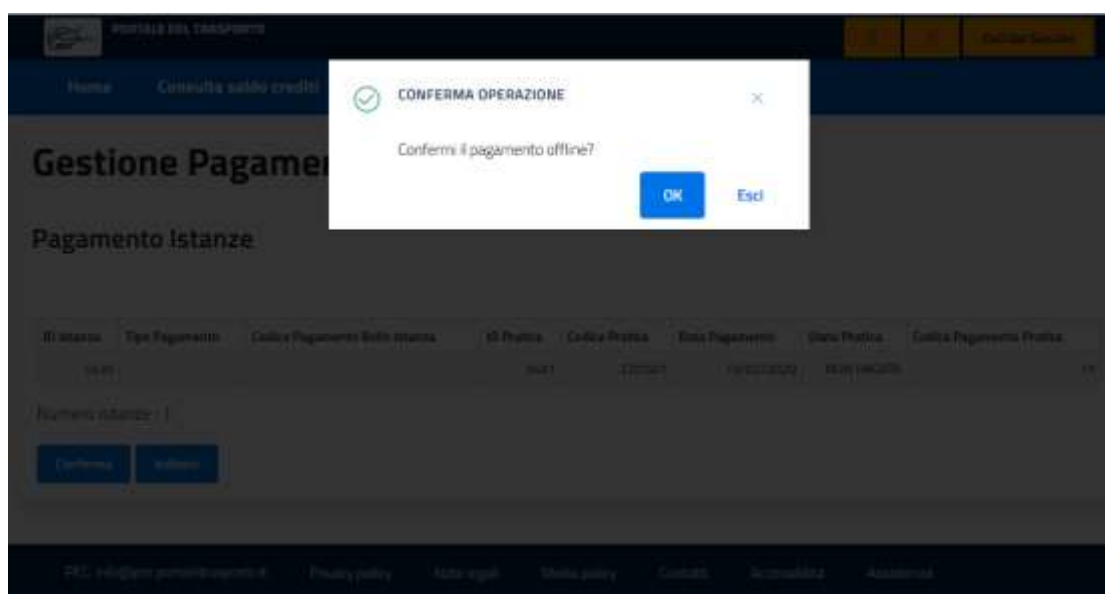 PORTALE DEL TRASPORTO
Home Consulta saldo crediti
CONFERMA OPERAZIONE
Confermi il pagamento offline?
OK Esci
Gestione
Pagamento Istanze
ID Istanza Tipo Pagamento Codice Pagamento Bollo Istanza ID Pratica Codice Pratica Data Pagamento Stato Pratica Codice Pagamento Pratica
Numero istanze : 1
Conferma Indietro
Privacy policy Note legali Media policy Contatti Accessibilità Assistenza